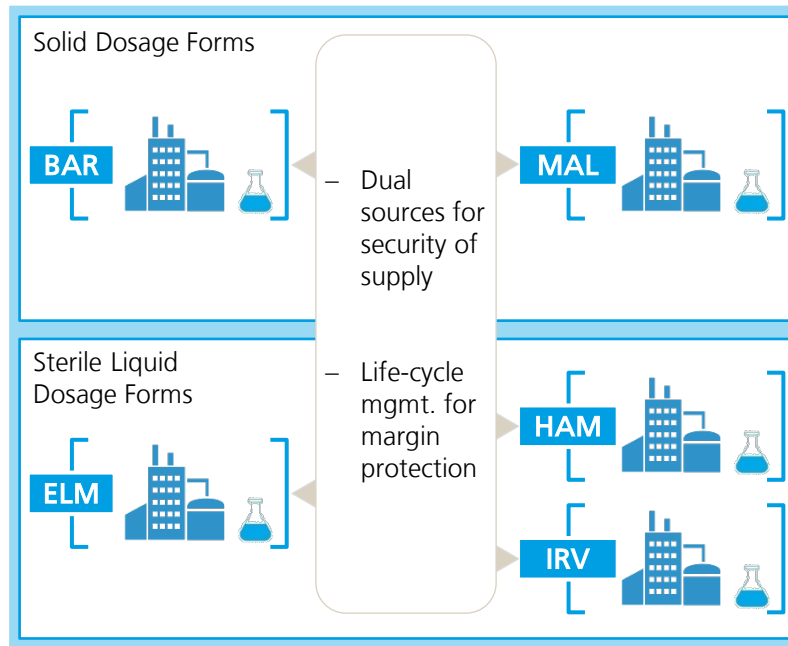 Solid Dosage Forms
BAR
– Dual
sources for
security of
supply
MAL
Sterile Liquid
Dosage Forms
ELM
– Life-cycle
mgmt. for
margin
protection
HAM
IRV